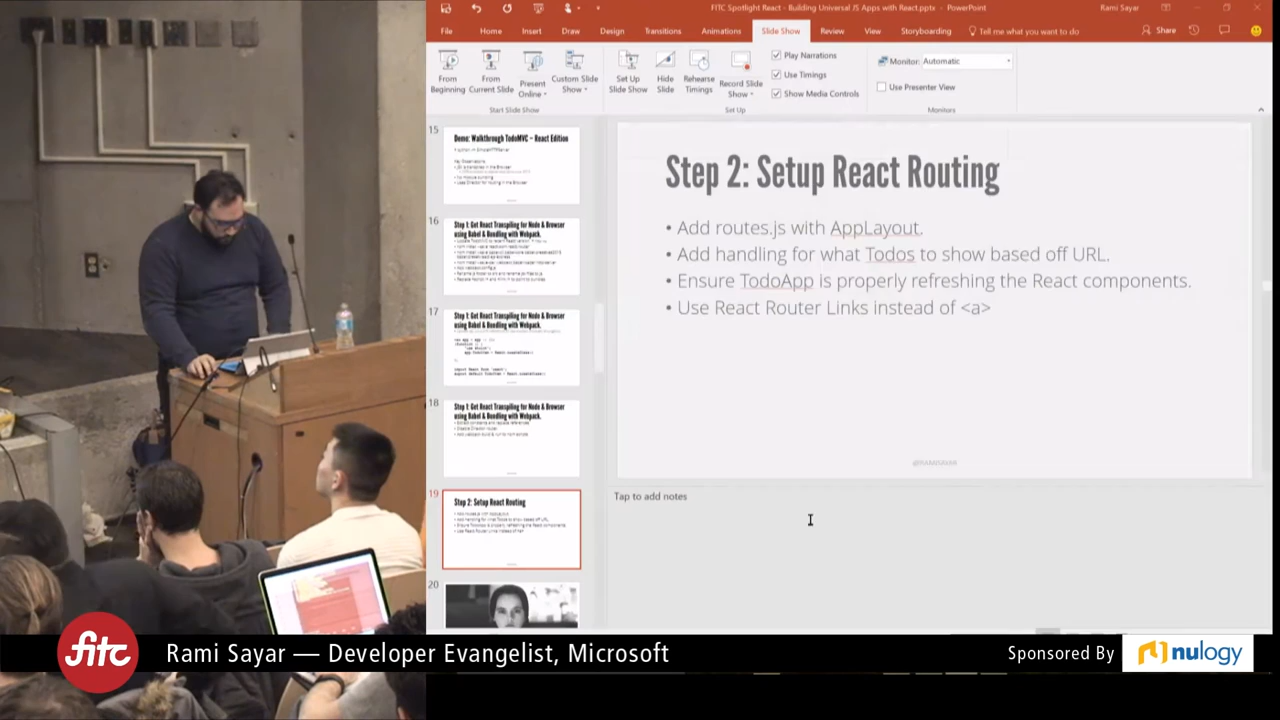 FITC Spotlight React - Building Universal JS Apps with React.pptx - PowerPoint
Rami Sayar
File
Home
Insert
Draw
Design
Transitions
Animations
Slide Show
Review
View
Storyboarding
Tell me what you want to do
Share
From Beginning
From Current Slide
Present Online
Custom Slide Show
Set Up Slide Show
Hide Slide
Rehearse Timings
Record Slide Show
Play Narrations
Use Timings
Show Media Controls
Monitor: Automatic
Use Presenter View
Start Slide Show
Set Up
Monitors
15
Demo: Walkthrough TodoMVC – React Edition
16
Step 1: Get React Transpiling for Node & Browser
using Babel & Bundling with Webpack.
17
Step 1: Get React Transpiling for Node & Browser
using Babel & Bundling with Webpack.
18
Step 1: Get React Transpiling for Node & Browser
using Babel & Bundling with Webpack.
19
Step 2: Setup React Routing
20
Step 2: Setup React Routing
• Add routes.js with AppLayout.
• Add handling for what Todos to show based off URL.
• Ensure TodoApp is properly refreshing the React components.
• Use React Router Links instead of <a>
@RAMISAYAR
Tap to add notes
fitc
Rami Sayar — Developer Evangelist, Microsoft
Sponsored By
nulogy